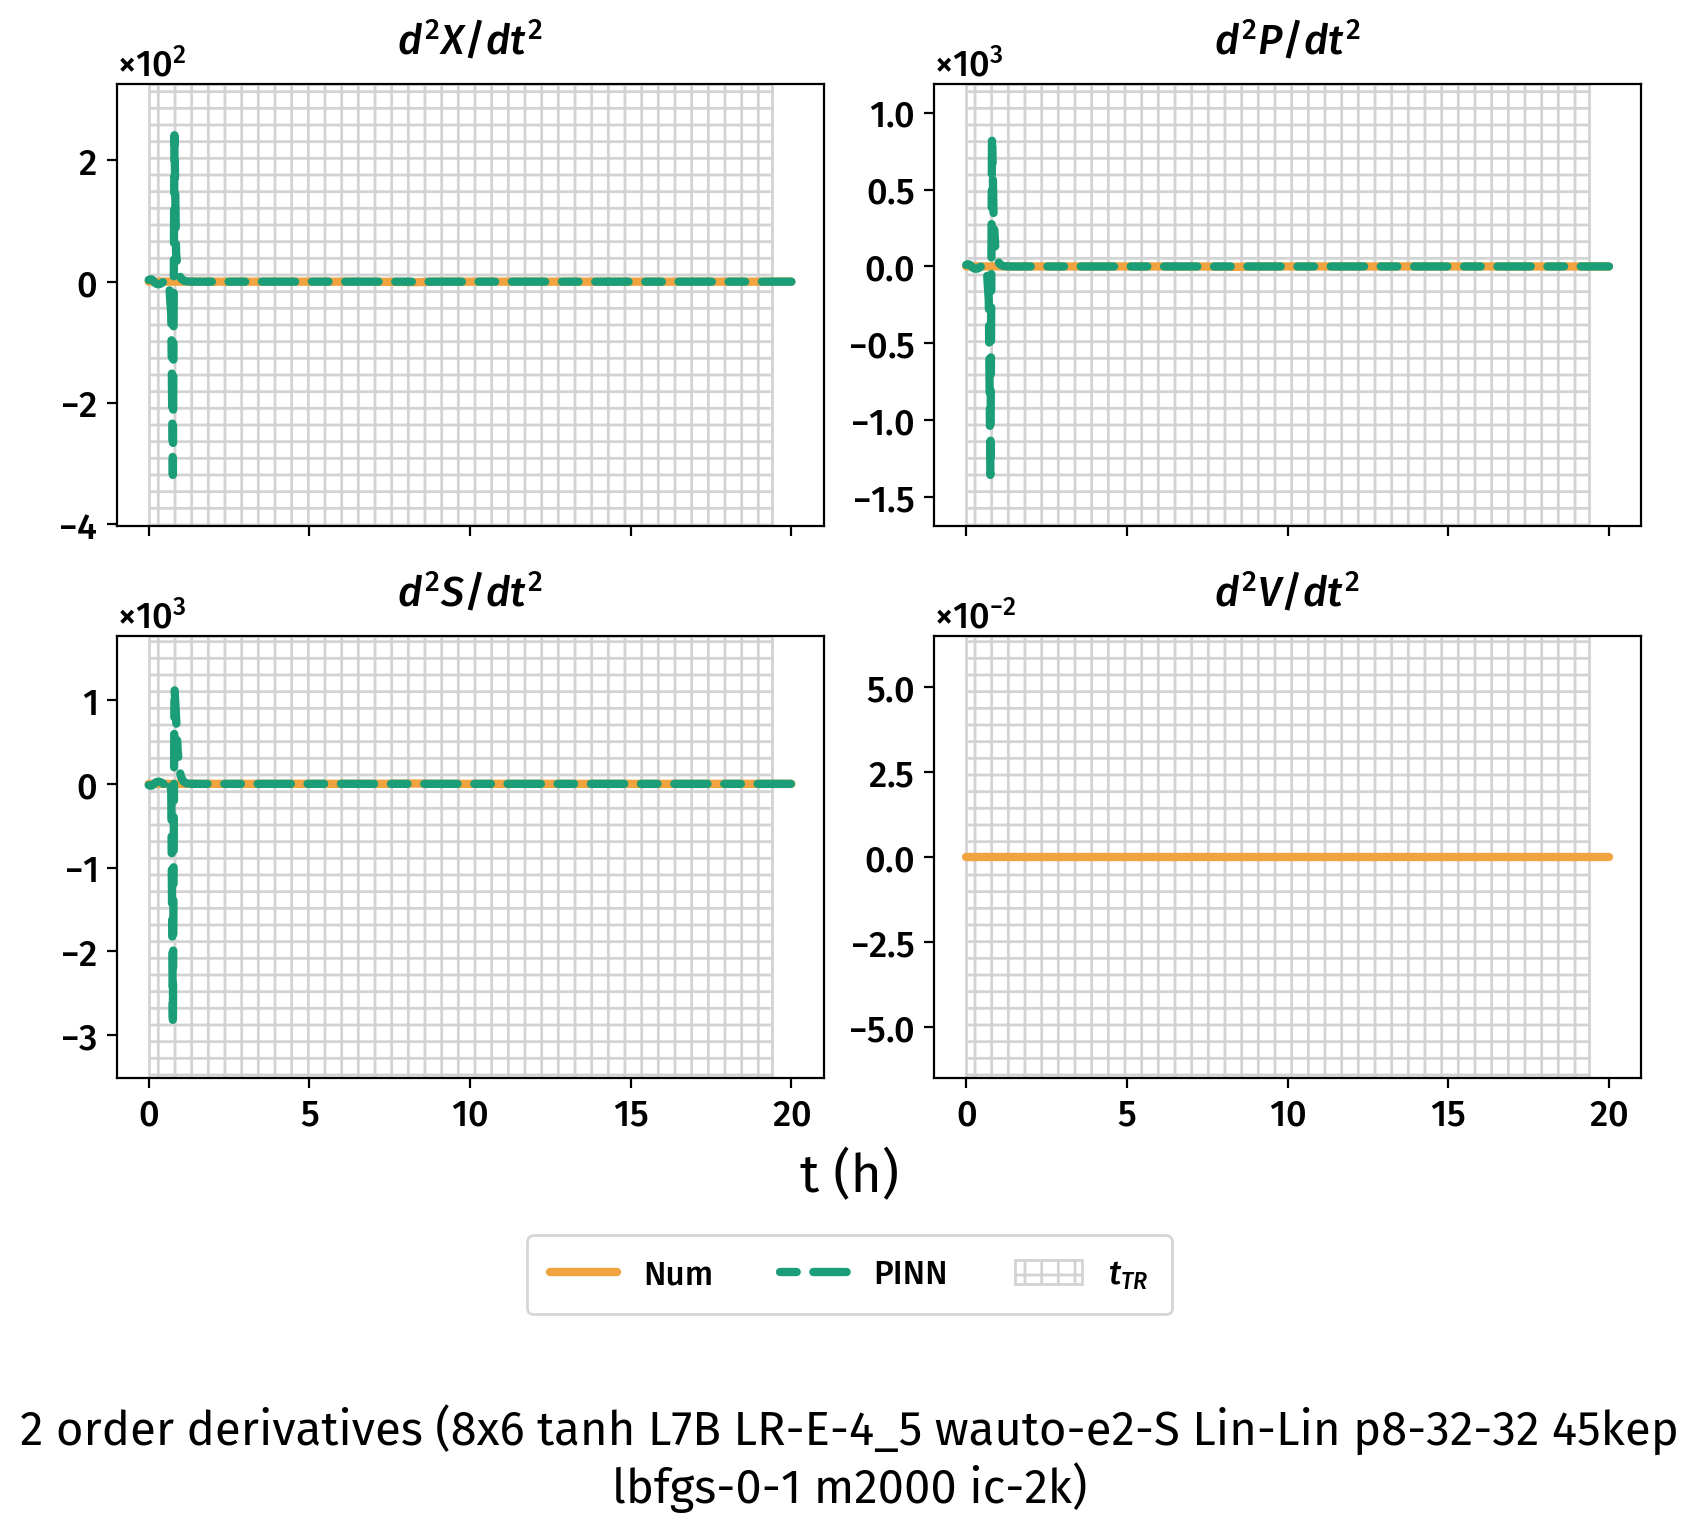 d²X/dt²
×10²
2
0
−2
−4
d²P/dt²
×10³
1.0
0.5
0.0
−0.5
−1.0
−1.5
d²S/dt²
×10³
1
0
−1
−2
−3
0 5 10 15 20
d²V/dt²
×10⁻²
5.0
2.5
0.0
−2.5
−5.0
0 5 10 15 20
t (h)
Num PINN t_TR
2 order derivatives (8x6 tanh L7B LR-E-4_5 wauto-e2-S Lin-Lin p8-32-32 45kep
lbfgs-0-1 m2000 ic-2k)